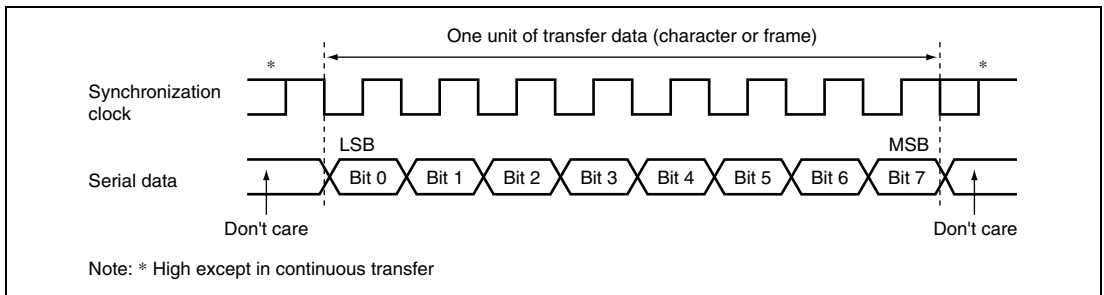 One unit of transfer data (character or frame)
*
*
Synchronization
clock
LSB
MSB
Serial data
Bit 0 Bit 1 Bit 2 Bit 3 Bit 4 Bit 5 Bit 6 Bit 7
Don't care
Don't care
Note: * High except in continuous transfer